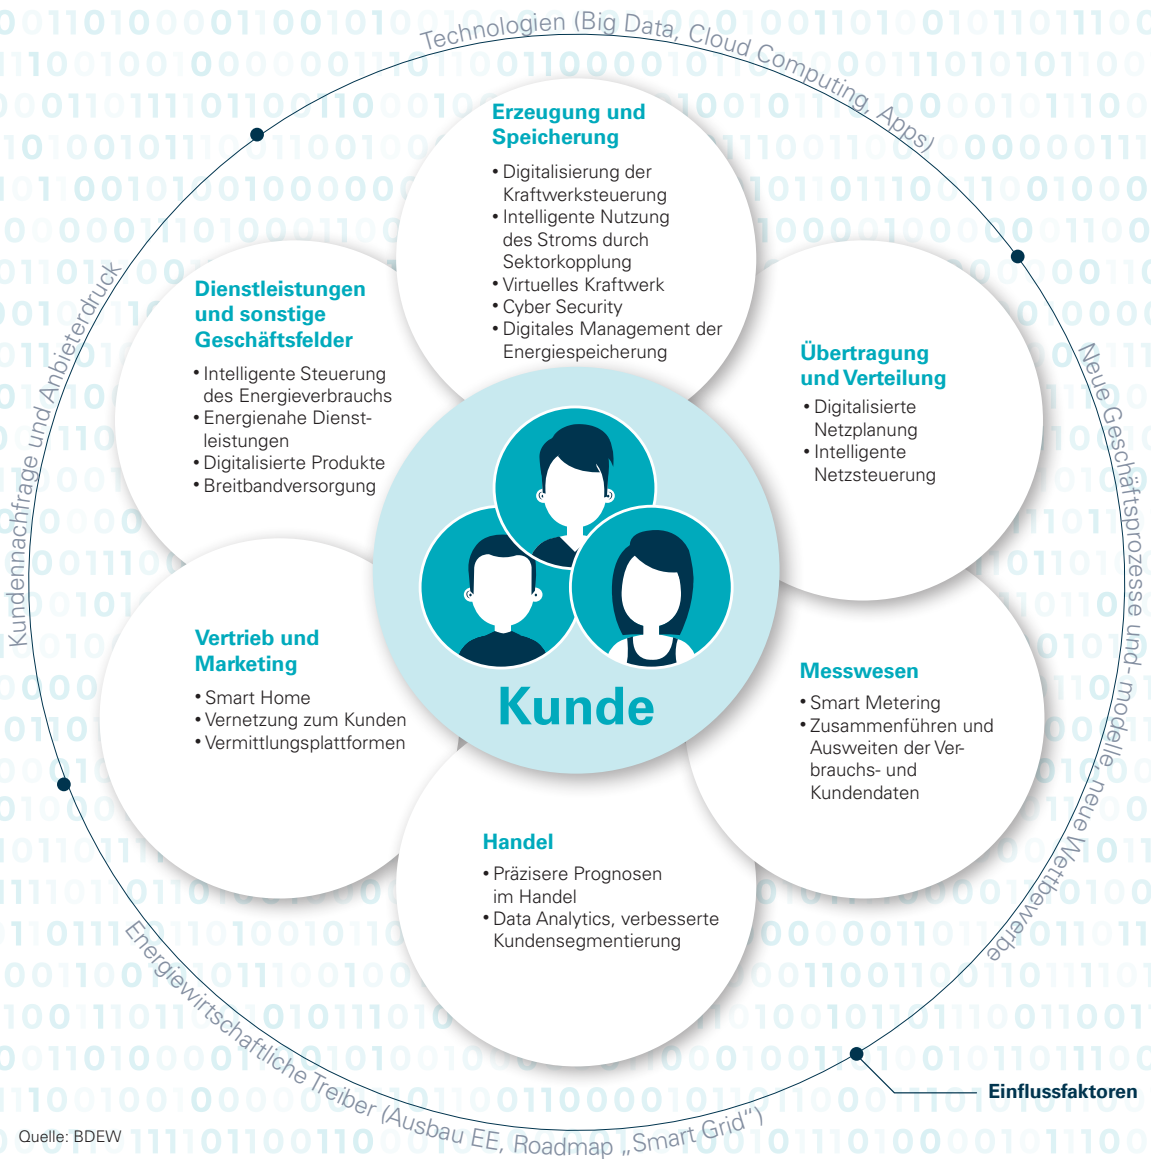 Technologien (Big Data, Cloud Computing, Apps)
Erzeugung und
Speicherung
• Digitalisierung der
Kraftwerksteuerung
• Intelligente Nutzung
des Stroms durch
Sektorkopplung
• Virtuelles Kraftwerk
• Cyber Security
• Digitales Management der
Energiespeicherung
Übertragung
und Verteilung
• Digitalisierte
Netzplanung
• Intelligente
Netzsteuerung
Neue Geschäftsprozesse und- modelle, neue Wettbewerbe
Messwesen
• Smart Metering
• Zusammenführen und
Ausweiten der Ver-
brauchs- und
Kundendaten
Handel
• Präzisere Prognosen
im Handel
• Data Analytics, verbesserte
Kundensegmentierung
Energiewirtschaftliche Treiber (Ausbau EE, Roadmap „Smart Grid“)
Vertrieb und
Marketing
• Smart Home
• Vernetzung zum Kunden
• Vermittlungsplattformen
Kundennachfrage und Anbieterdruck
Dienstleistungen
und sonstige
Geschäftsfelder
• Intelligente Steuerung
des Energieverbrauchs
• Energienahe Dienst-
leistungen
• Digitalisierte Produkte
• Breitbandversorgung
Kunde
Einflussfaktoren
Quelle: BDEW